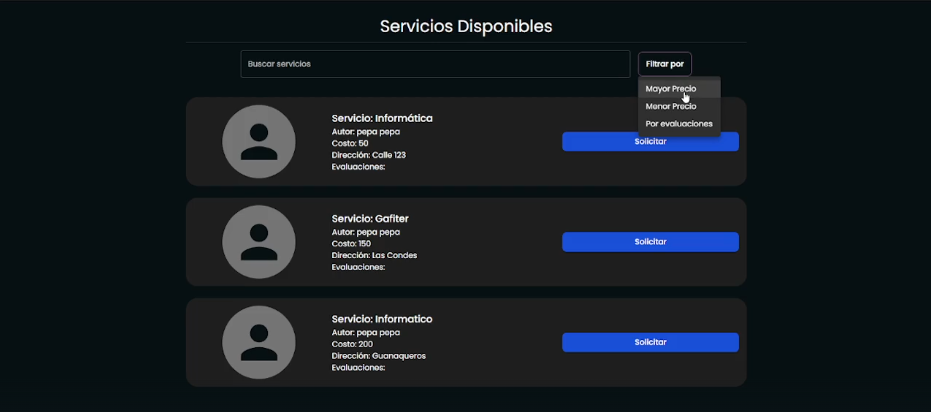 Servicios Disponibles
Buscar servicios
Filtrar por
Mayor Precio
Menor Precio
Por evaluaciones
Servicio: Informática
Autor: pepa pepa
Costo: 50
Dirección: Calle 123
Evaluaciones:
Solicitar
Servicio: Gafiter
Autor: pepa pepa
Costo: 150
Dirección: Las Condes
Evaluaciones:
Solicitar
Servicio: Informatico
Autor: pepa pepa
Costo: 200
Dirección: Guanaqueros
Evaluaciones:
Solicitar